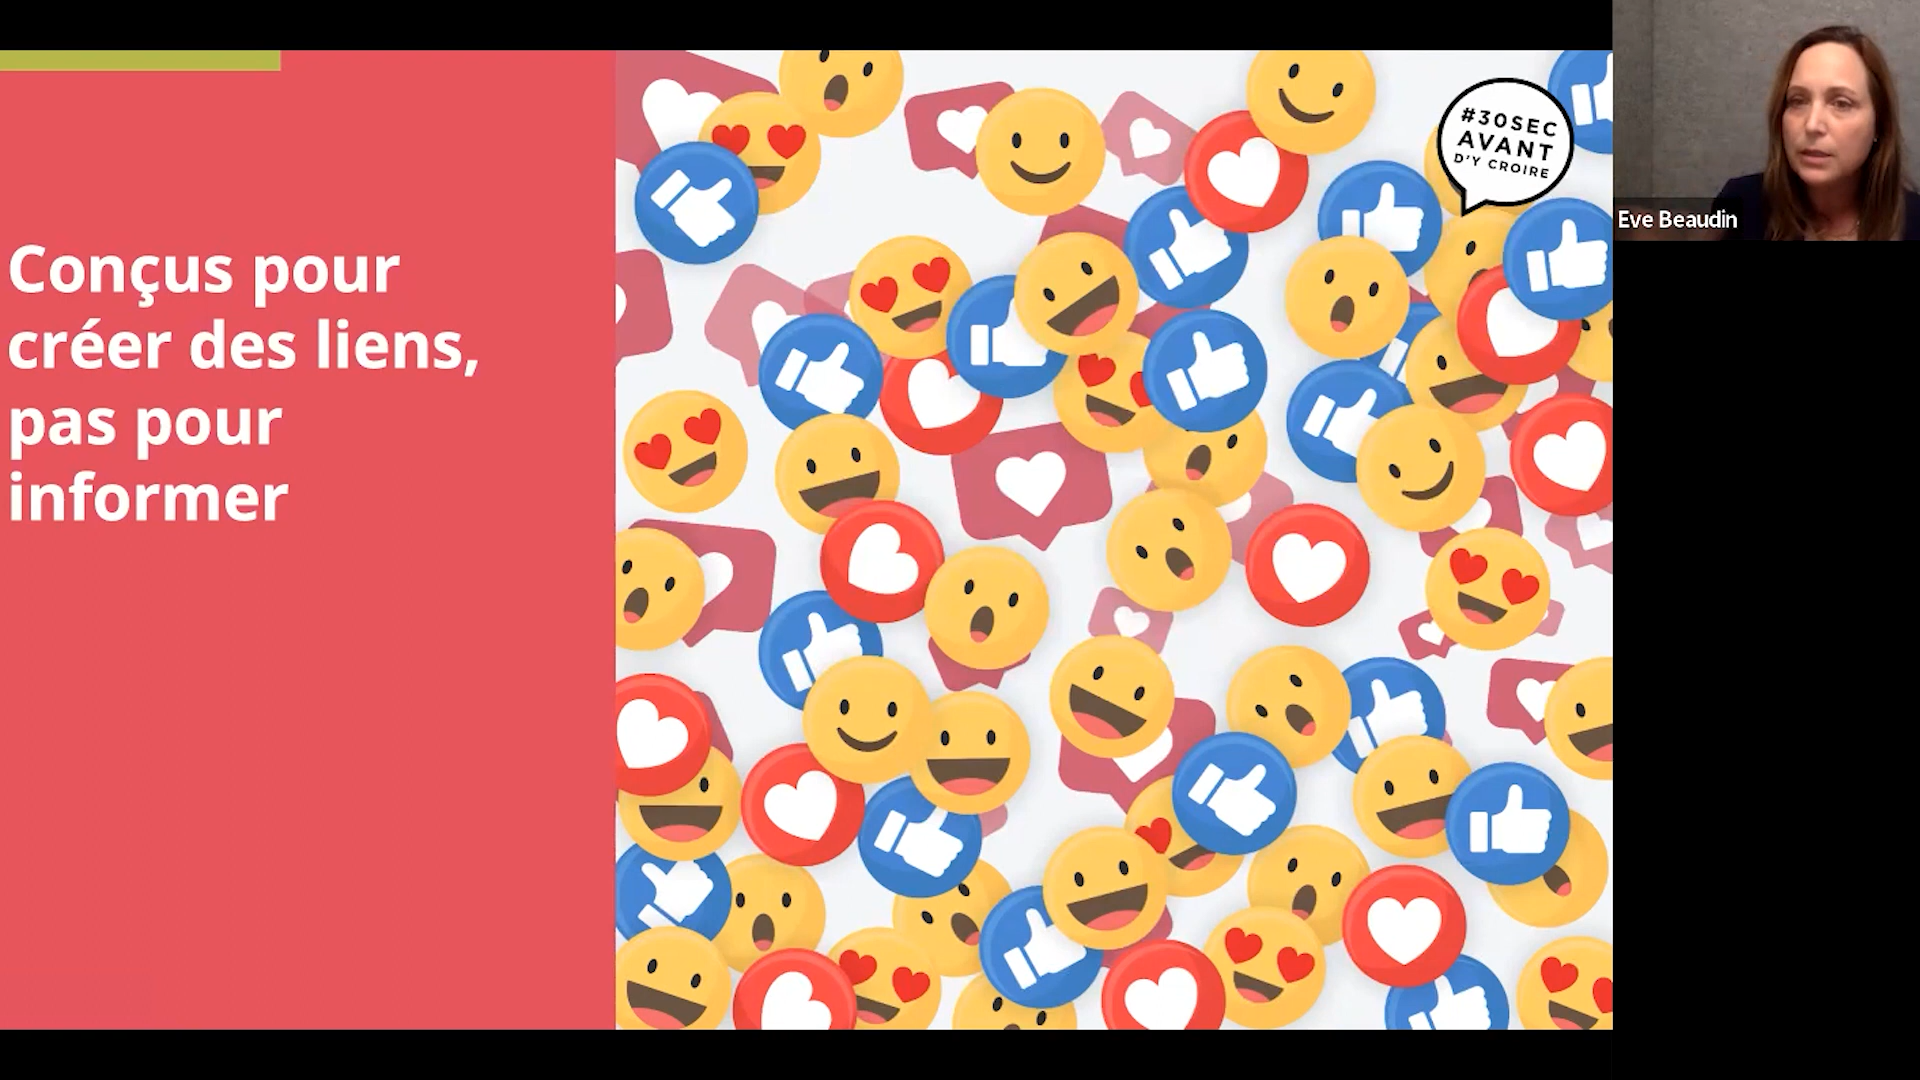 Conçus pour
créer des liens,
pas pour
informer
#30SEC
AVANT
D'Y CROIRE
Eve Beaudin